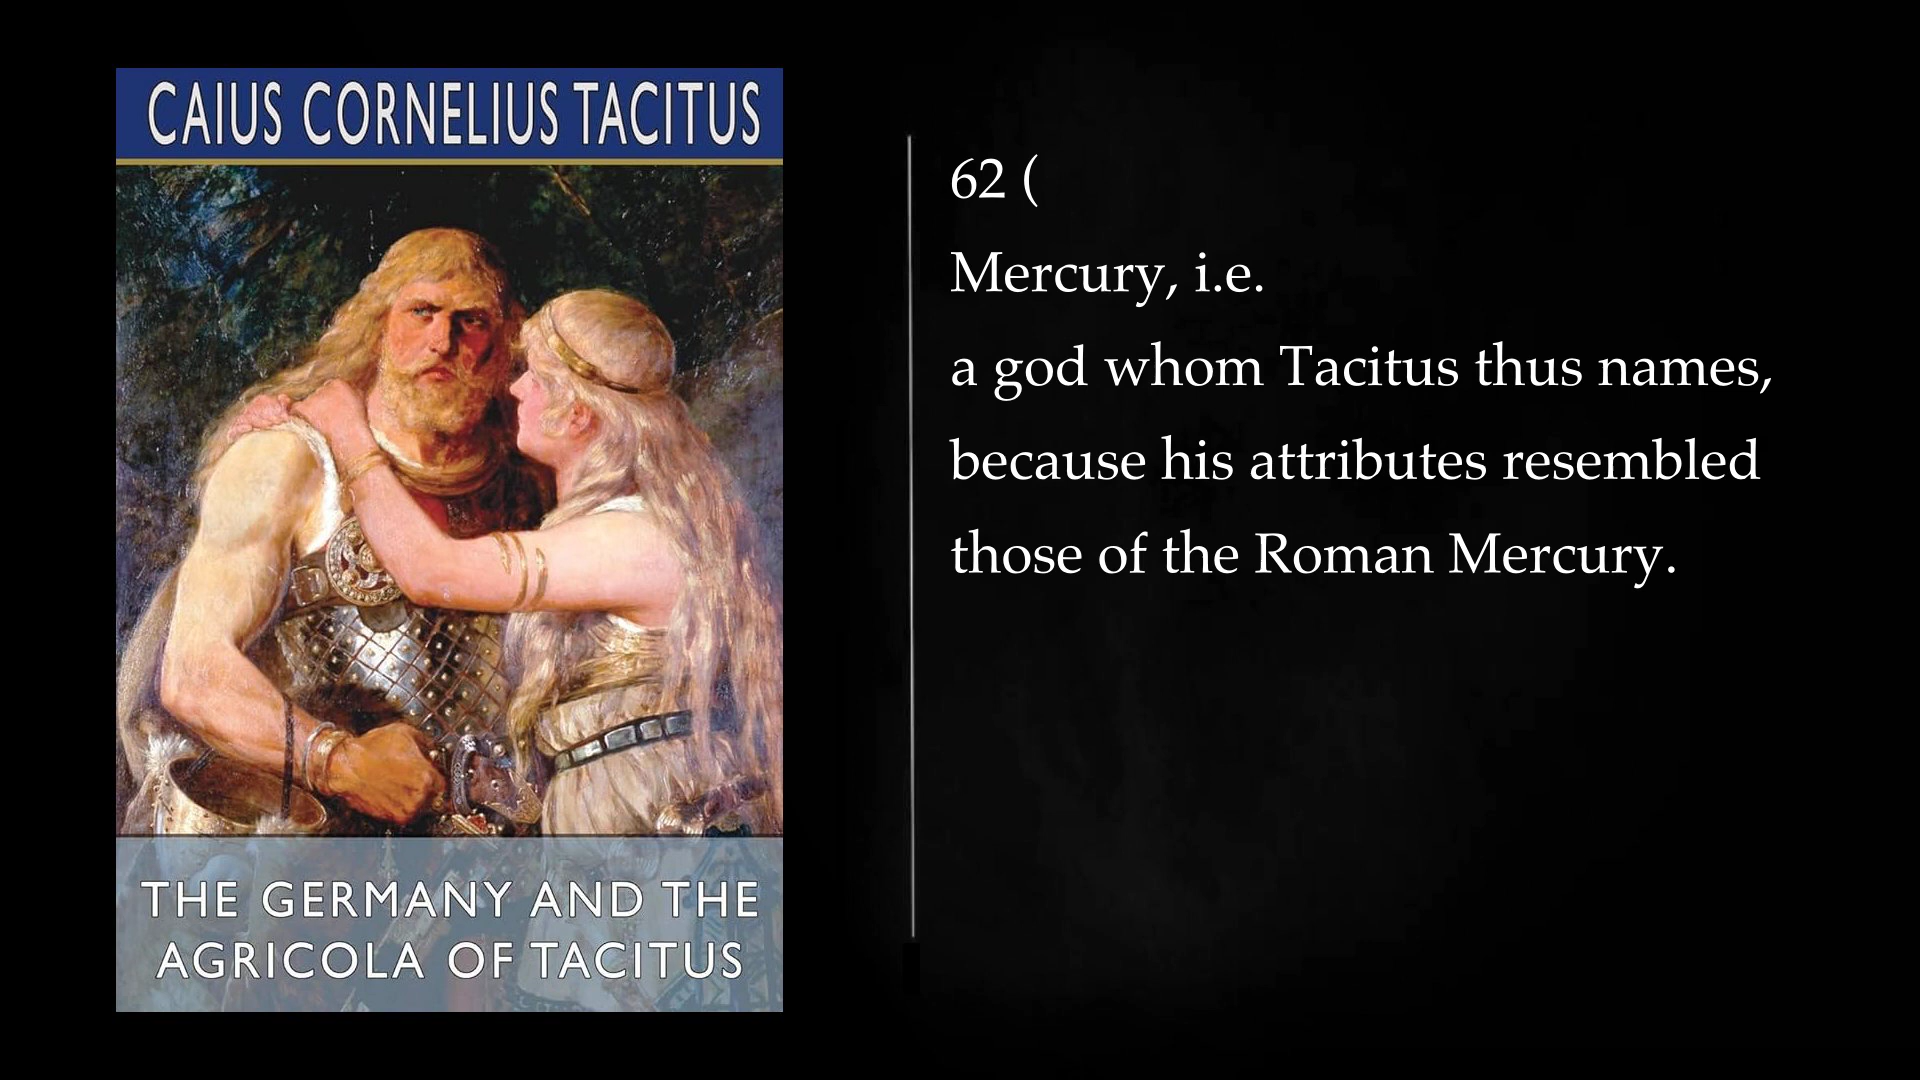 CAIUS CORNELIUS TACITUS
THE GERMANY AND THE
AGRICOLA OF TACITUS
62 (
Mercury, i.e.
a god whom Tacitus thus names,
because his attributes resembled
those of the Roman Mercury.